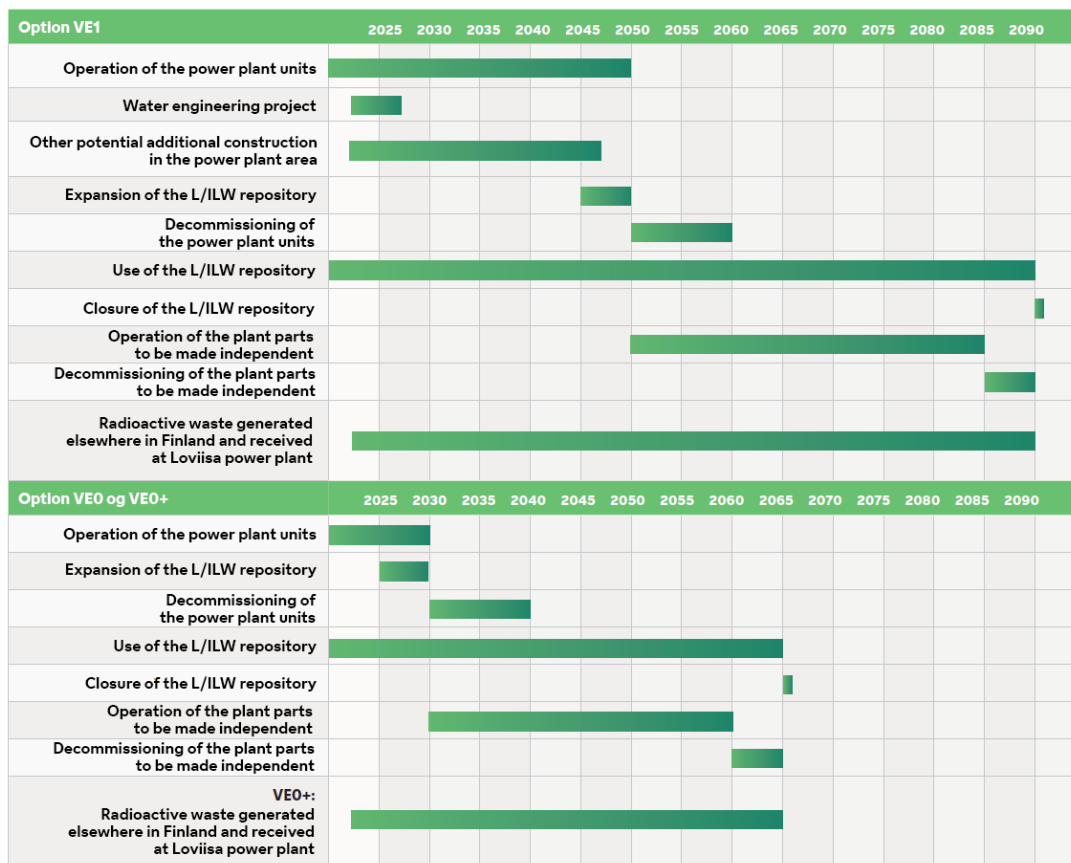 Option VE1
2025 2030 2035 2040 2045 2050 2055 2060 2065 2070 2075 2080 2085 2090
Operation of the power plant units
Water engineering project
Other potential additional construction
in the power plant area
Expansion of the L/ILW repository
Decommissioning of
the power plant units
Use of the L/ILW repository
Closure of the L/ILW repository
Operation of the plant parts
to be made independent
Decommissioning of the plant parts
to be made independent
Radioactive waste generated
elsewhere in Finland and received
at Loviisa power plant
Option VE0 og VE0+
2025 2030 2035 2040 2045 2050 2055 2060 2065 2070 2075 2080 2085 2090
Operation of the power plant units
Expansion of the L/ILW repository
Decommissioning of
the power plant units
Use of the L/ILW repository
Closure of the L/ILW repository
Operation of the plant parts
to be made independent
Decommissioning of the plant parts
to be made independent
VE0+:
Radioactive waste generated
elsewhere in Finland and received
at Loviisa power plant